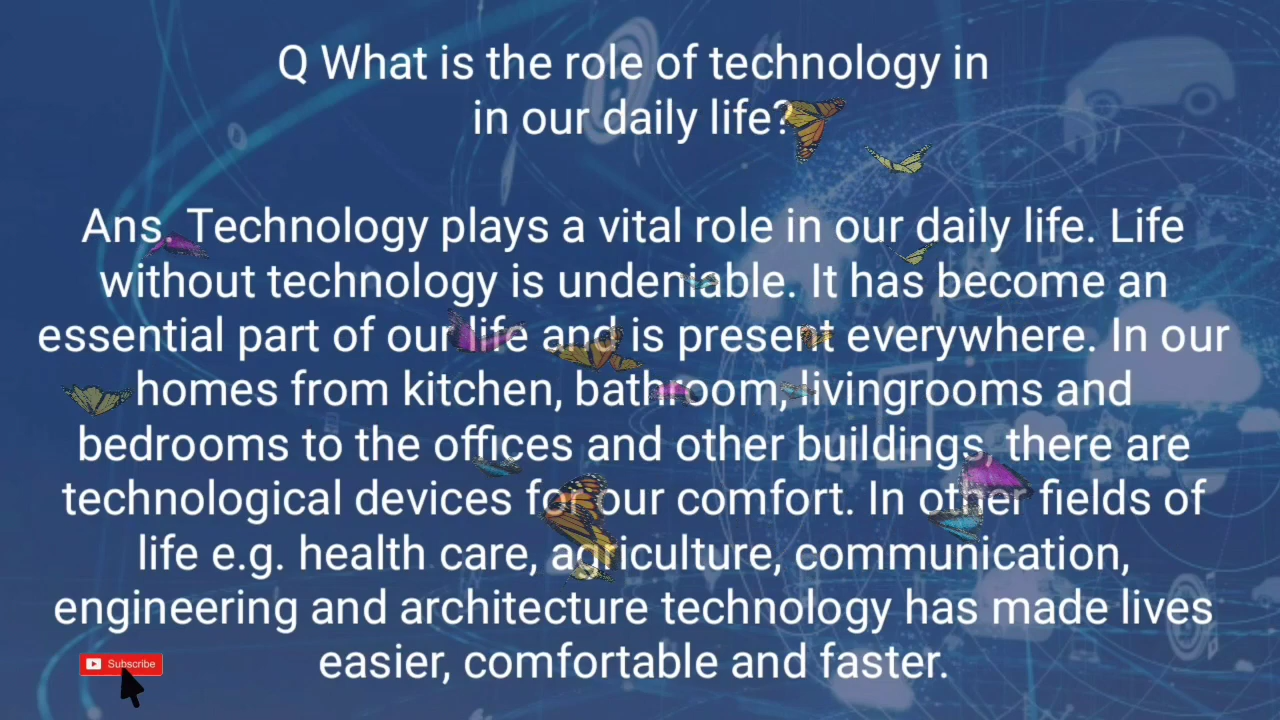 Q What is the role of technology in
in our daily life?
Ans. Technology plays a vital role in our daily life. Life
without technology is undeniable. It has become an
essential part of our life and is present everywhere. In our
homes from kitchen, bathroom, livingrooms and
bedrooms to the offices and other buildings, there are
technological devices for our comfort. In other fields of
life e.g. health care, agriculture, communication,
engineering and architecture technology has made lives
easier, comfortable and faster.
Subscribe